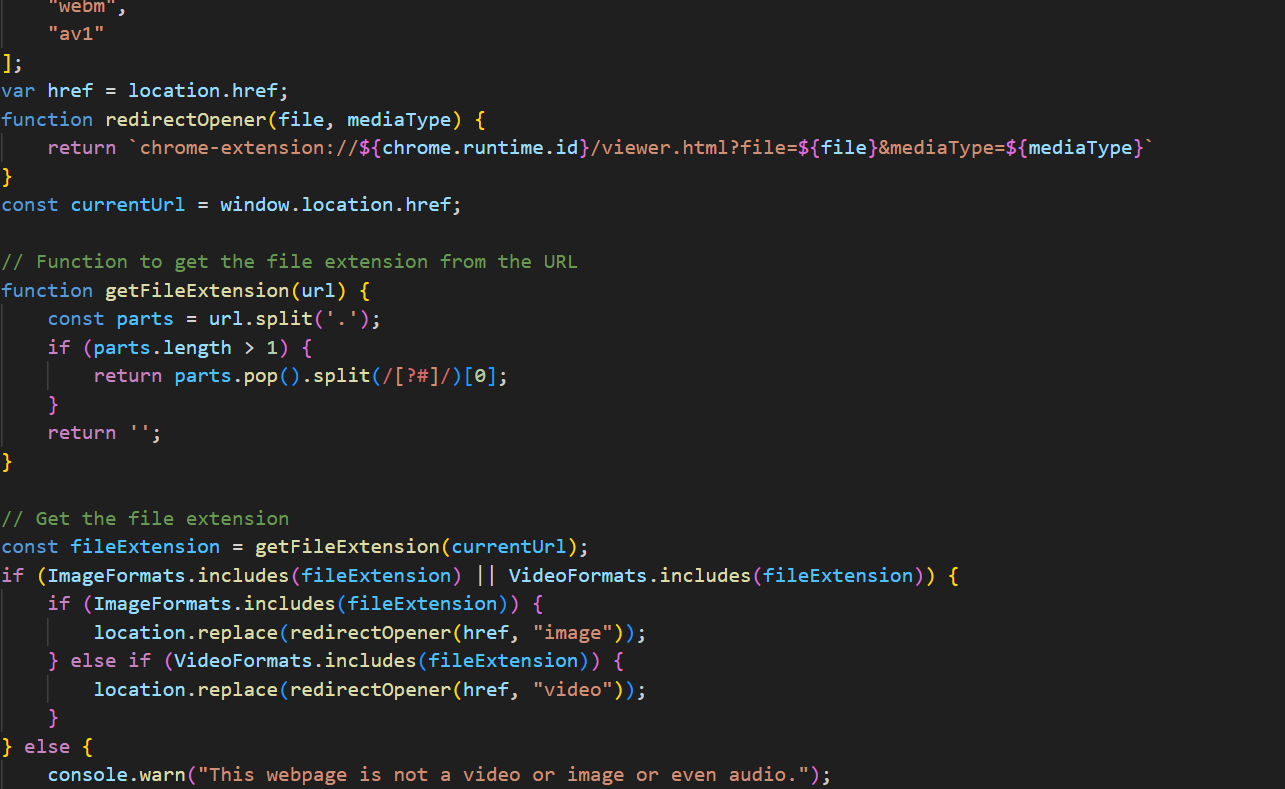 "webm",
    "av1"
];
var href = location.href;
function redirectOpener(file, mediaType) {
    return `chrome-extension://${chrome.runtime.id}/viewer.html?file=${file}&mediaType=${mediaType}`
}
const currentUrl = window.location.href;

// Function to get the file extension from the URL
function getFileExtension(url) {
    const parts = url.split('.');
    if (parts.length > 1) {
        return parts.pop().split(/[?#]/)[0];
    }
    return '';
}

// Get the file extension
const fileExtension = getFileExtension(currentUrl);
if (ImageFormats.includes(fileExtension) || VideoFormats.includes(fileExtension)) {
    if (ImageFormats.includes(fileExtension)) {
        location.replace(redirectOpener(href, "image"));
    } else if (VideoFormats.includes(fileExtension)) {
        location.replace(redirectOpener(href, "video"));
    }
} else {
    console.warn("This webpage is not a video or image or even audio.");